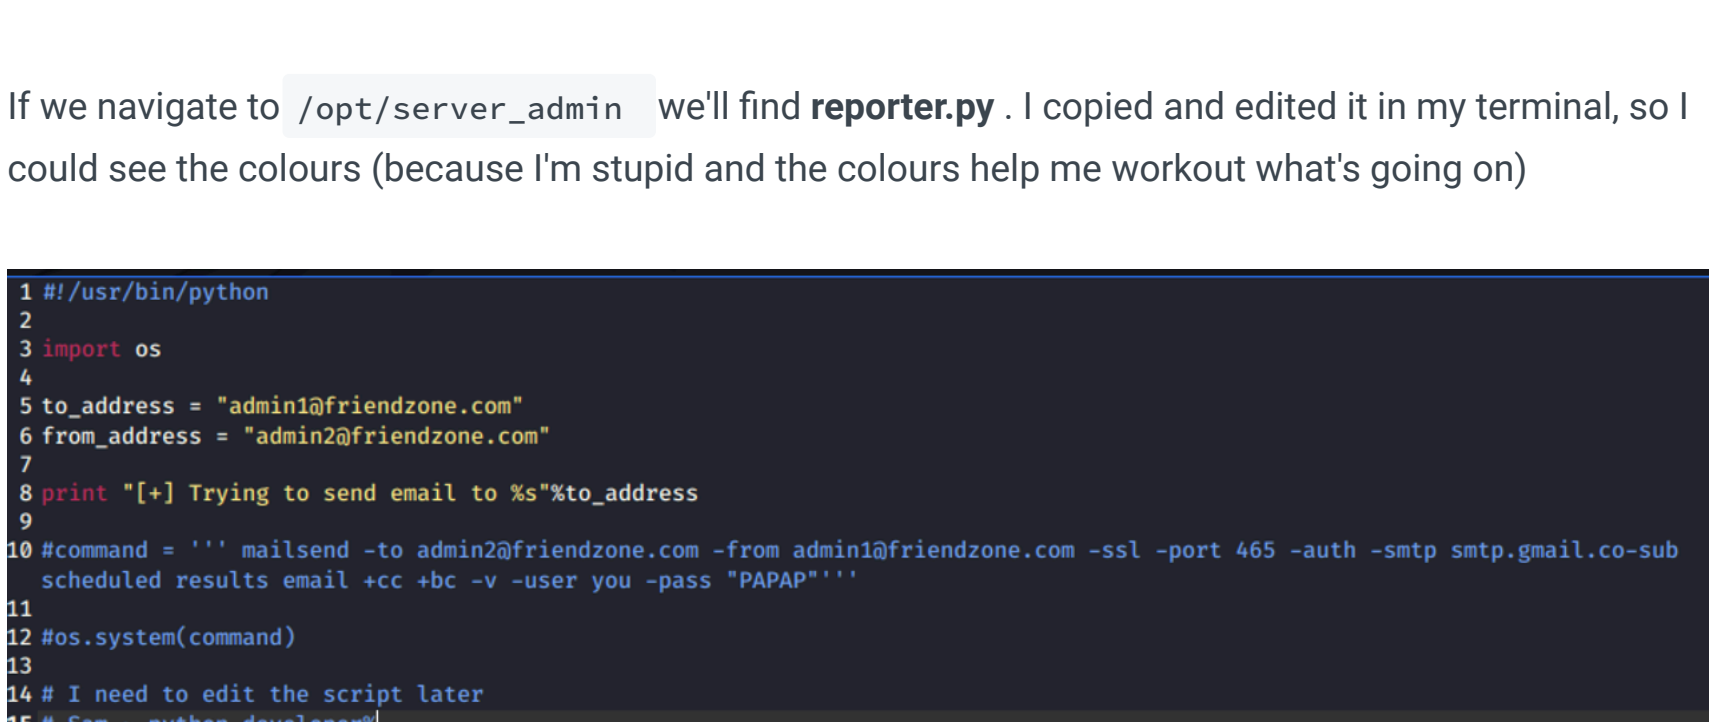 If we navigate to /opt/server_admin we'll find reporter.py . I copied and edited it in my terminal, so I
could see the colours (because I'm stupid and the colours help me workout what's going on)
1 #!/usr/bin/python
2
3 import os
4
5 to_address = "admin1@friendzone.com"
6 from_address = "admin2@friendzone.com"
7
8 print "[+] Trying to send email to %s"%to_address
9
10 #command = ''' mailsend -to admin2@friendzone.com -from admin1@friendzone.com -ssl -port 465 -auth -smtp smtp.gmail.co-sub
scheduled results email +cc +bc -v -user you -pass "PAPAP"'''
11
12 #os.system(command)
13
14 # I need to edit the script later
15 # Sam ~ python developer%